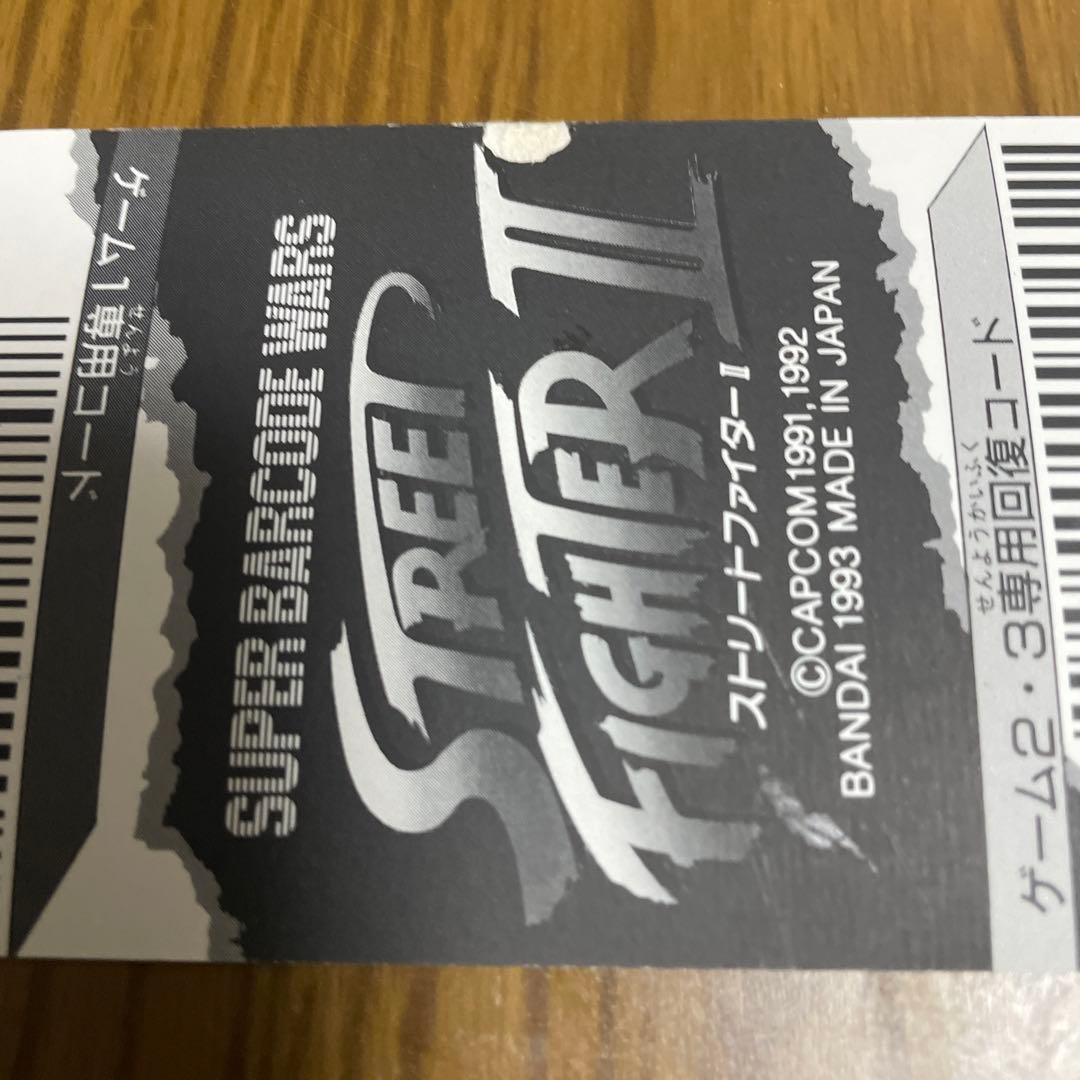 ゲーム1専用コード
せんよう
SUPER BARCODE WARS
STREET
FIGHTER II
ストリートファイターII
©CAPCOM 1991,1992
BANDAI 1993 MADE IN JAPAN
せんようかいふく
ゲーム2・3専用回復コード